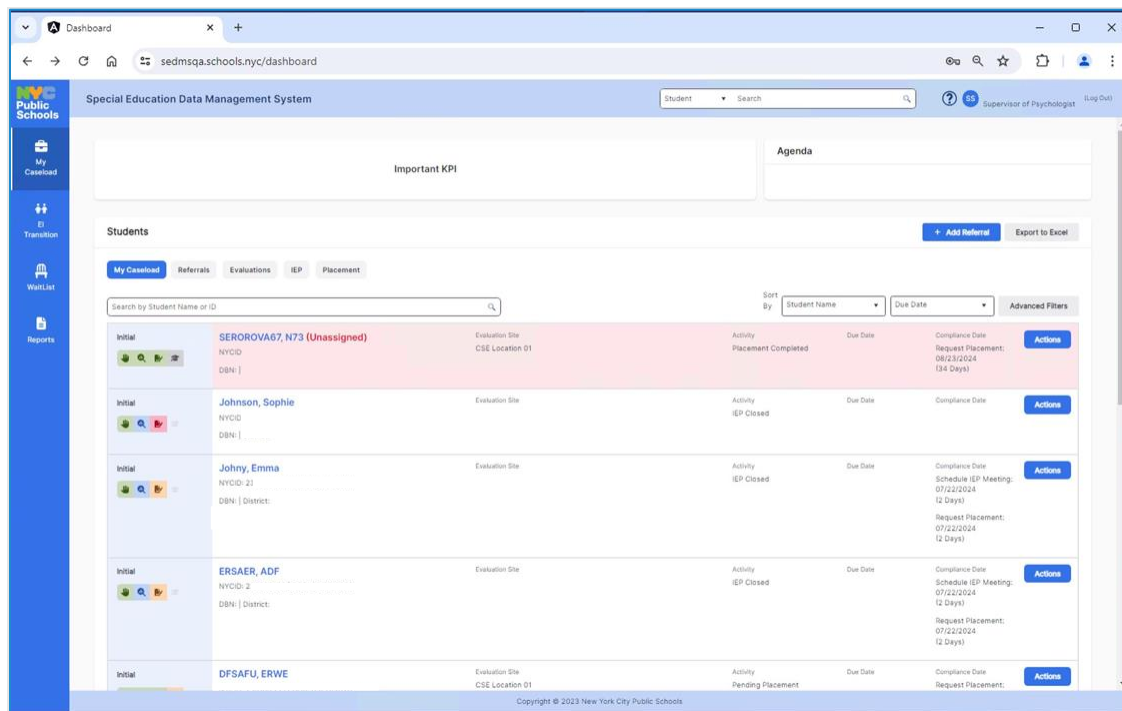 Dashboard
sedmsqa.schools.nyc/dashboard
NYC
Public
Schools
Special Education Data Management System
Student
Search
SS
Supervisor of Psychologist
(Log Out)
My
Caseload
EI
Transition
WaitList
Reports
Important KPI
Agenda
Students
+ Add Referral
Export to Excel
My Caseload
Referrals
Evaluations
IEP
Placement
Search by Student Name or ID
Sort
By
Student Name
Due Date
Advanced Filters
Initial
SEROROVA67, N73 (Unassigned)
NYCID
DBN: |
Evaluation Site
CSE Location 01
Activity
Placement Completed
Due Date
Compliance Date
Request Placement:
08/23/2024
(34 Days)
Actions
Initial
Johnson, Sophie
NYCID
DBN: |
Evaluation Site
Activity
IEP Closed
Due Date
Compliance Date
Actions
Initial
Johny, Emma
NYCID: 21
DBN: | District:
Evaluation Site
Activity
IEP Closed
Due Date
Compliance Date
Schedule IEP Meeting:
07/22/2024
(2 Days)
Request Placement:
07/22/2024
(2 Days)
Actions
Initial
ERSAER, ADF
NYCID: 2
DBN: | District:
Evaluation Site
Activity
IEP Closed
Due Date
Compliance Date
Schedule IEP Meeting:
07/22/2024
(2 Days)
Request Placement:
07/22/2024
(2 Days)
Actions
Initial
DFSAFU, ERWE
Evaluation Site
CSE Location 01
Activity
Pending Placement
Due Date
Compliance Date
Request Placement:
Actions
Copyright © 2023 New York City Public Schools